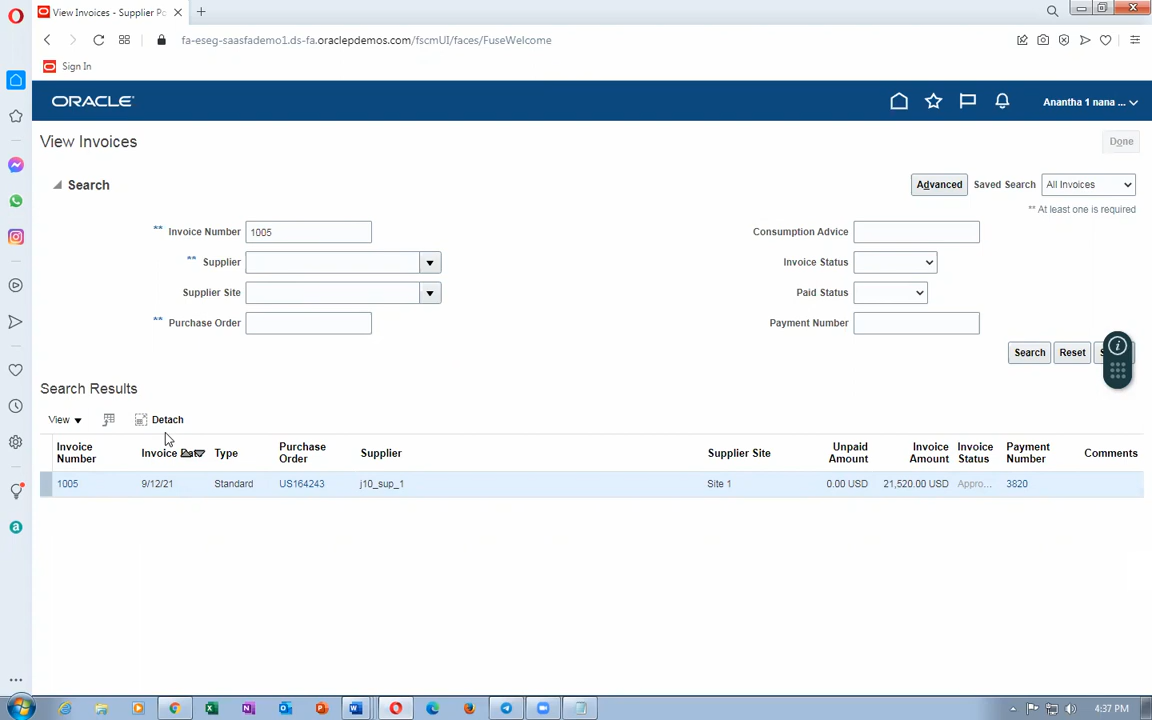 View Invoices - Supplier Po
fa-eseg-saasfademo1.ds-fa.oraclepdemos.com/fscmUI/faces/FuseWelcome
Sign In
ORACLE
Anantha 1 nana ...
View Invoices
Done
Search
Advanced
Saved Search
All Invoices
** At least one is required
** Invoice Number
1005
Consumption Advice
** Supplier
Invoice Status
Supplier Site
Paid Status
** Purchase Order
Payment Number
Search
Reset
Search Results
View
Detach
Invoice Number
Invoice
Type
Purchase Order
Supplier
Supplier Site
Unpaid Amount
Invoice Amount
Invoice Status
Payment Number
Comments
1005
9/12/21
Standard
US164243
j10_sup_1
Site 1
0.00 USD
21,520.00 USD
Appro...
3820
4:37 PM